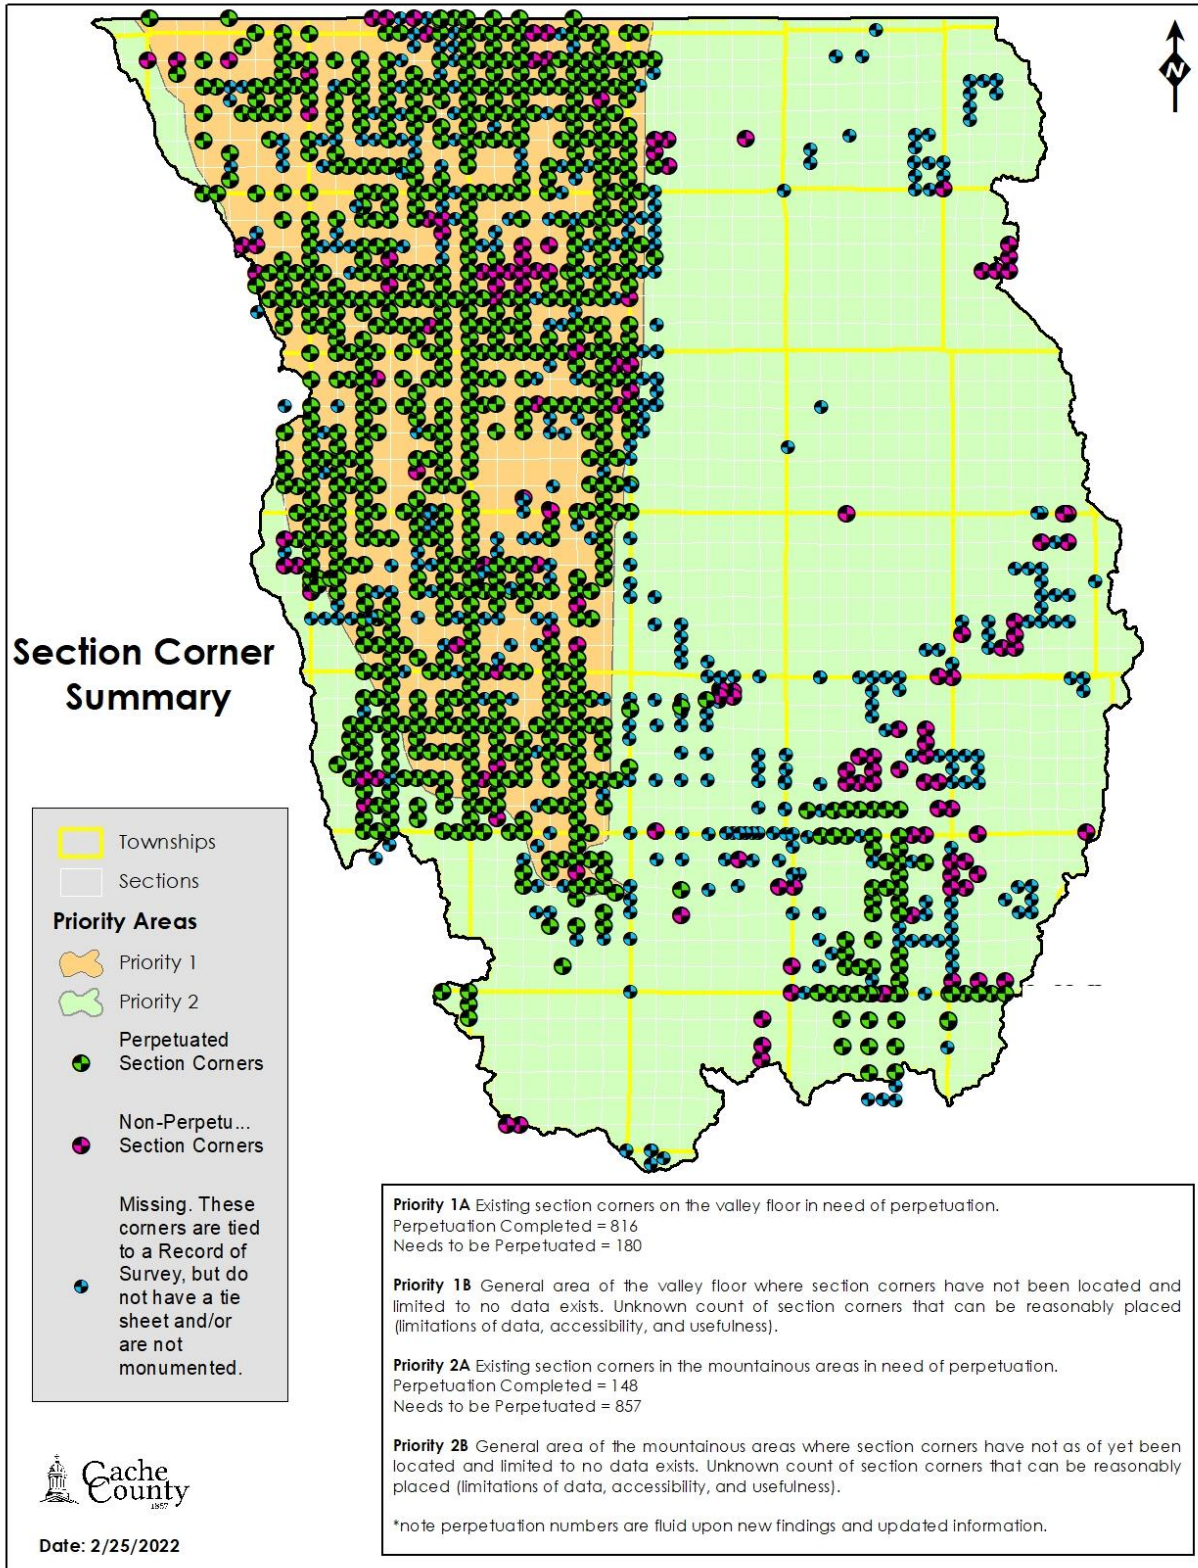 N
Section Corner
Summary
Townships
Sections
Priority Areas
Priority 1
Priority 2
Perpetuated
Section Corners
Non-Perpetu...
Section Corners
Missing. These
corners are tied
to a Record of
Survey, but do
not have a tie
sheet and/or
are not
monumented.
Cache
County
1857
Date: 2/25/2022
Priority 1A Existing section corners on the valley floor in need of perpetuation.
Perpetuation Completed = 816
Needs to be Perpetuated = 180
Priority 1B General area of the valley floor where section corners have not been located and
limited to no data exists. Unknown count of section corners that can be reasonably placed
(limitations of data, accessibility, and usefulness).
Priority 2A Existing section corners in the mountainous areas in need of perpetuation.
Perpetuation Completed = 148
Needs to be Perpetuated = 857
Priority 2B General area of the mountainous areas where section corners have not as of yet been
located and limited to no data exists. Unknown count of section corners that can be reasonably
placed (limitations of data, accessibility, and usefulness).
*note perpetuation numbers are fluid upon new findings and updated information.